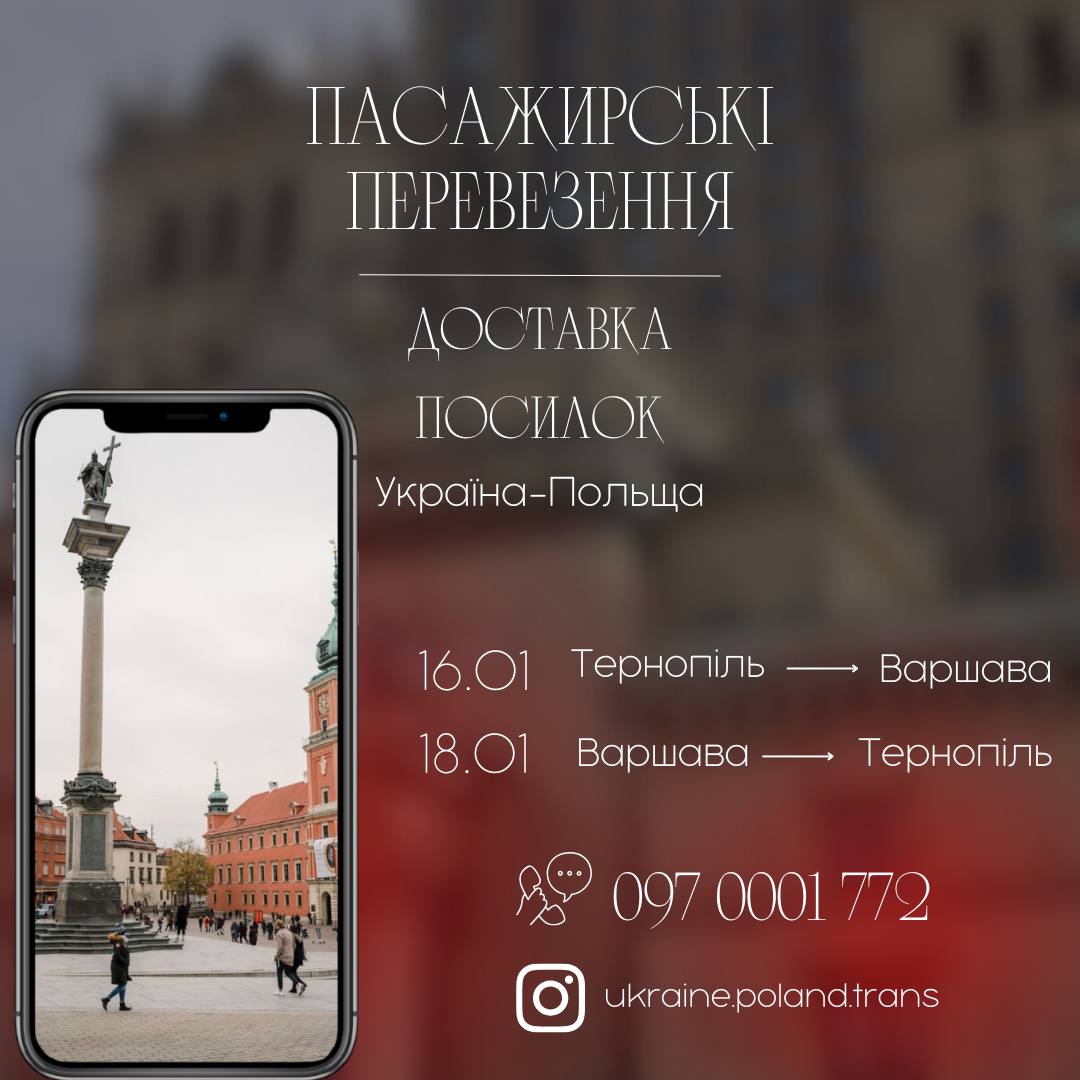 ПАСАЖИРСЬКІ
ПЕРЕВЕЗЕННЯ
ДОСТАВКА
ПОСИЛОК
Україна-Польща
16.01 Тернопіль ⟶ Варшава
18.01 Варшава ⟶ Тернопіль
097 0001 772
ukraine.poland.trans